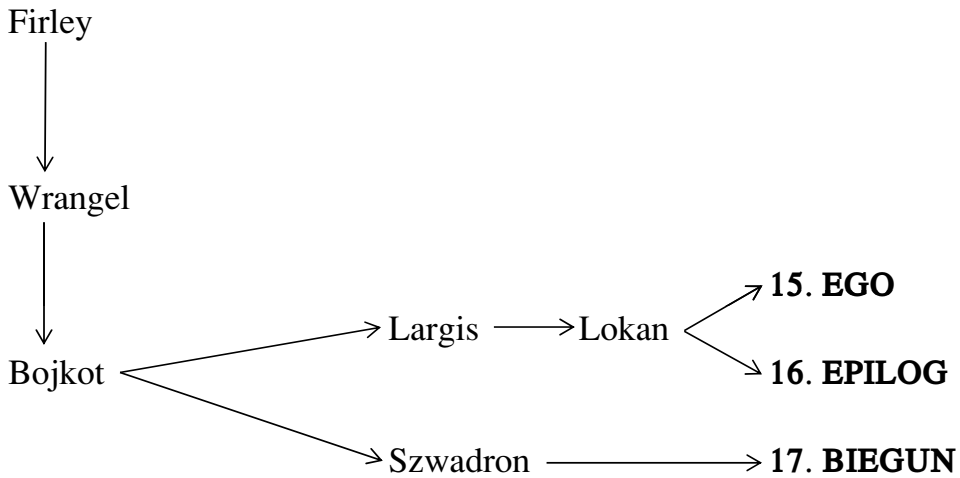 Firley
Wrangel
15. EGO
Largis
Lokan
Bojkot
16. EPILOG
Szwadron
17. BIEGUN